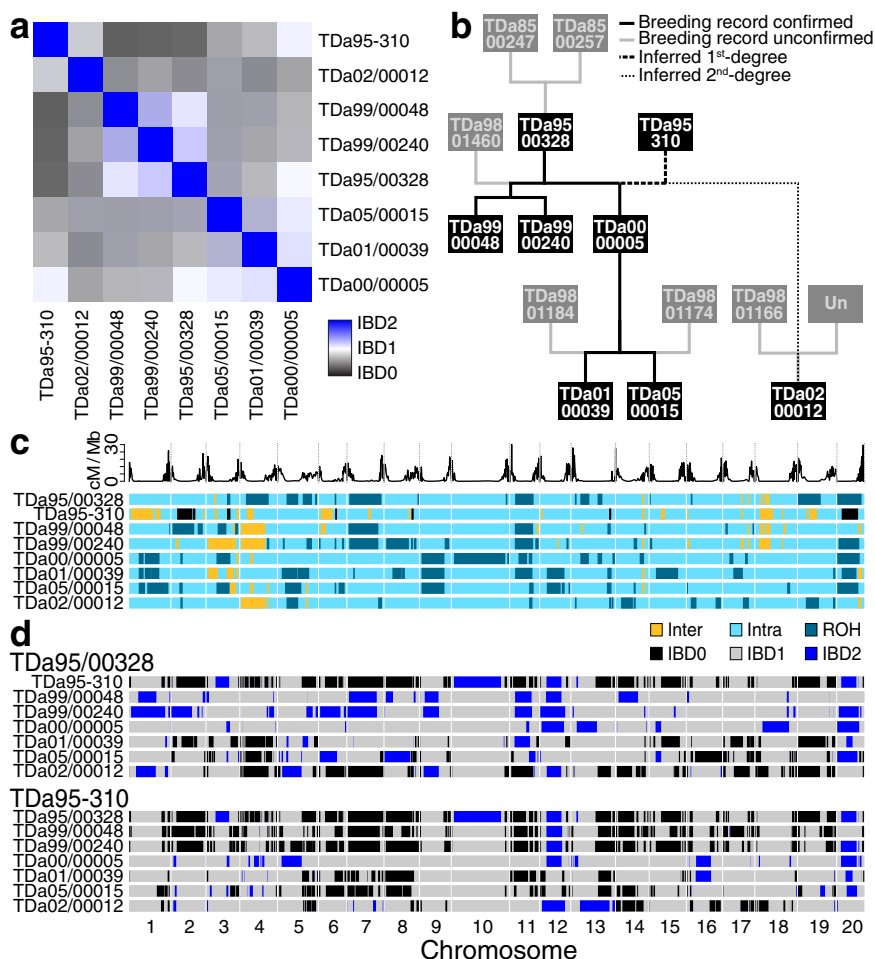 a
TDa95-310
TDa02/00012
TDa99/00048
TDa99/00240
TDa95/00328
TDa05/00015
TDa01/00039
TDa00/00005
TDa95-310
TDa02/00012
TDa99/00048
TDa99/00240
TDa95/00328
TDa05/00015
TDa01/00039
TDa00/00005
IBD2
IBD1
IBD0
b
Breeding record confirmed
Breeding record unconfirmed
Inferred 1st-degree
Inferred 2nd-degree
TDa85
00247
TDa85
00257
TDa98
01460
TDa95
00328
TDa95
310
TDa99
00048
TDa99
00240
TDa00
00005
TDa98
01184
TDa98
01174
TDa98
01166
Un
TDa01
00039
TDa05
00015
TDa02
00012
c
cM / Mb
30
0
TDa95/00328
TDa95-310
TDa99/00048
TDa99/00240
TDa00/00005
TDa01/00039
TDa05/00015
TDa02/00012
Inter
Intra
ROH
IBD0
IBD1
IBD2
d
TDa95/00328
TDa95-310
TDa99/00048
TDa99/00240
TDa00/00005
TDa01/00039
TDa05/00015
TDa02/00012
TDa95-310
TDa95/00328
TDa99/00048
TDa99/00240
TDa00/00005
TDa01/00039
TDa05/00015
TDa02/00012
1 2 3 4 5 6 7 8 9 10 11 12 13 14 15 16 17 18 19 20
Chromosome